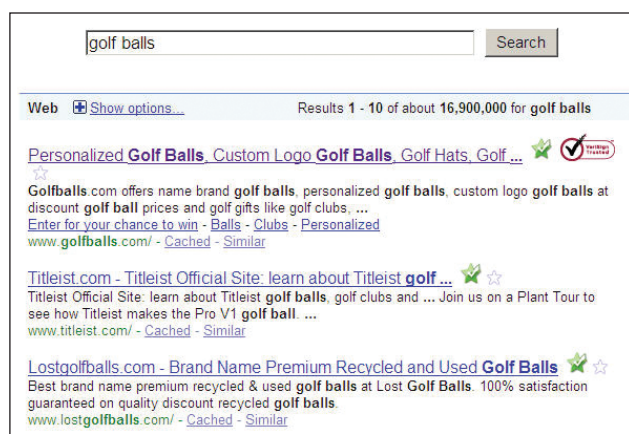 golf balls Search
Web Show options... Results 1 - 10 of about 16,900,000 for golf balls
Personalized Golf Balls, Custom Logo Golf Balls, Golf Hats, Golf ... VeriSign Trusted
Golfballs.com offers name brand golf balls, personalized golf balls, custom logo golf balls at
discount golf ball prices and golf gifts like golf clubs, ...
Enter for your chance to win - Balls - Clubs - Personalized
www.golfballs.com/ - Cached - Similar
Titleist.com - Titleist Official Site: learn about Titleist golf ...
Titleist Official Site: learn about Titleist golf balls, golf clubs and ... Join us on a Plant Tour to
see how Titleist makes the Pro V1 golf ball. ...
www.titleist.com/ - Cached - Similar
Lostgolfballs.com - Brand Name Premium Recycled and Used Golf Balls
Best brand name premium recycled & used golf balls at Lost Golf Balls. 100% satisfaction
guaranteed on quality discount recycled golf balls.
www.lostgolfballs.com/ - Cached - Similar